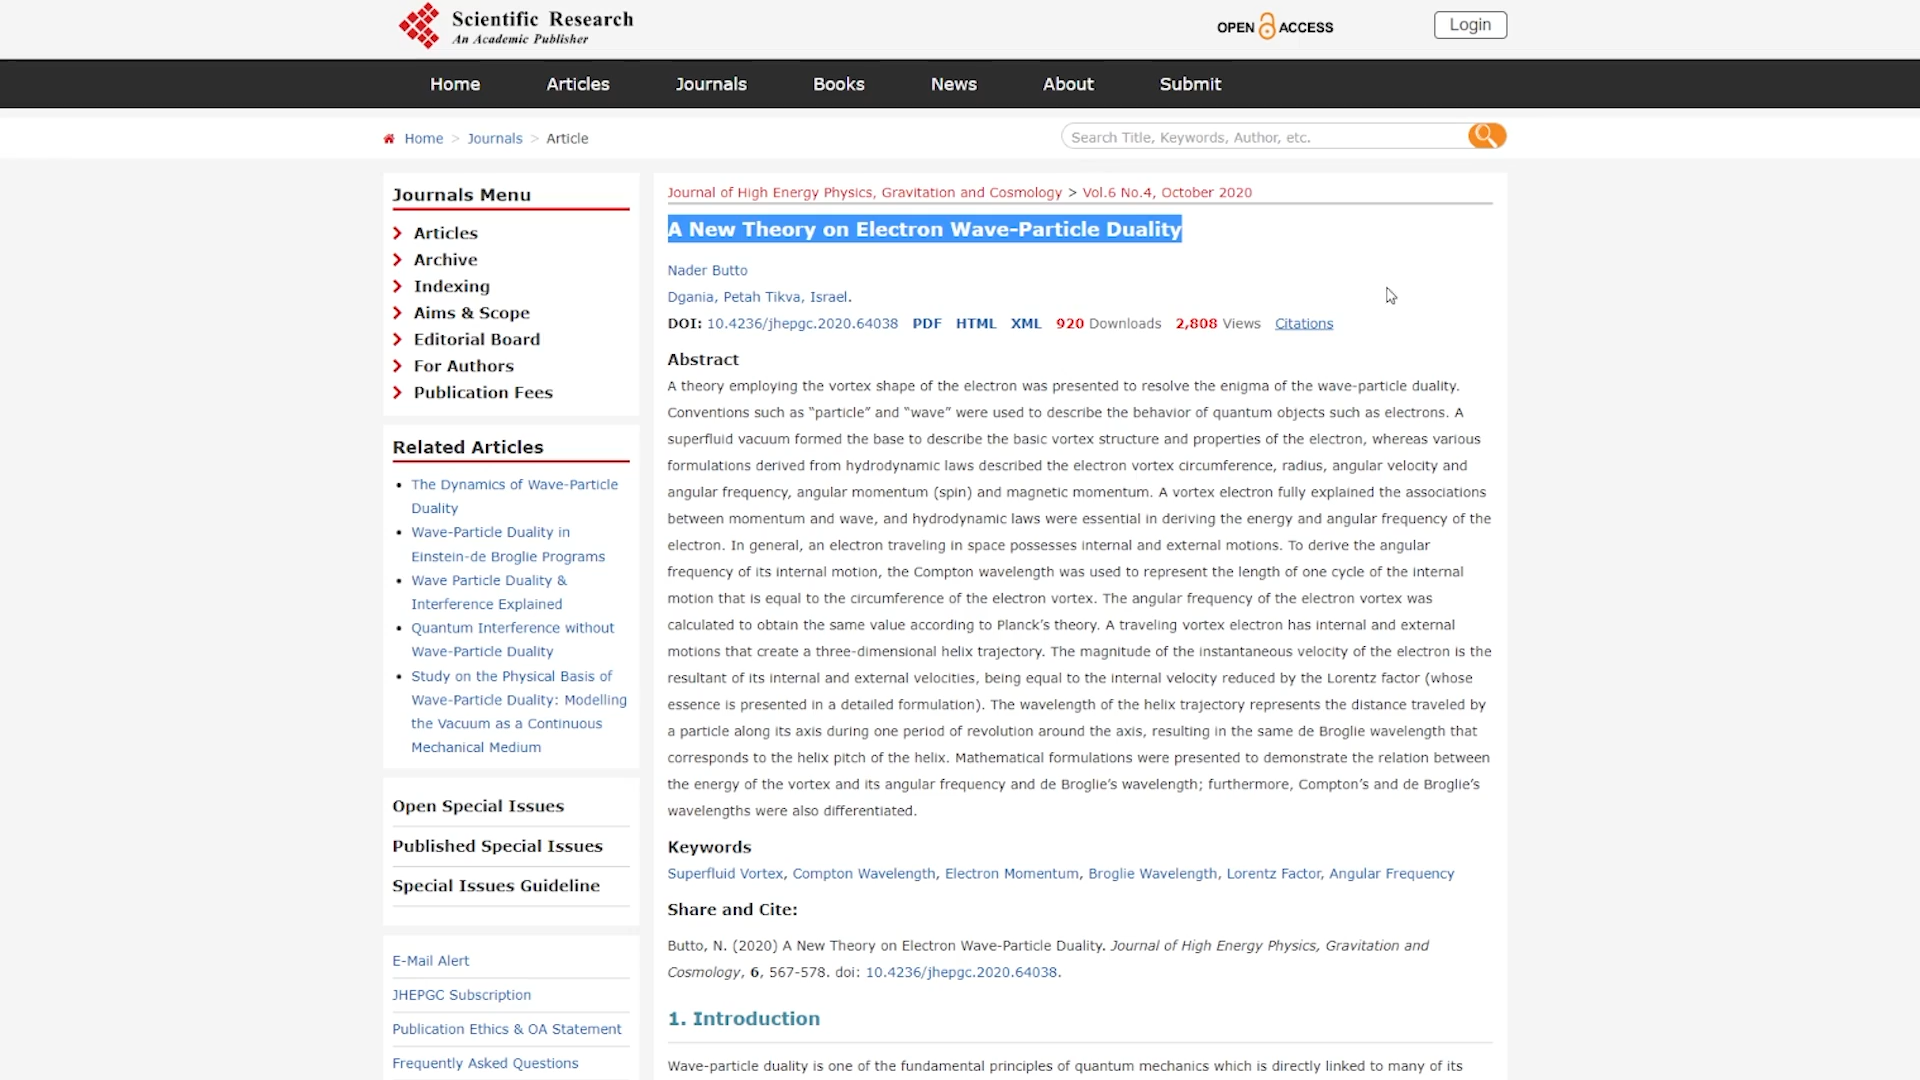 Scientific Research
An Academic Publisher
OPEN ACCESS
Login
Home
Articles
Journals
Books
News
About
Submit
Home > Journals > Article
Search Title, Keywords, Author, etc.
Journals Menu
Articles
Archive
Indexing
Aims & Scope
Editorial Board
For Authors
Publication Fees
Related Articles
The Dynamics of Wave-Particle
Duality
Wave-Particle Duality in
Einstein-de Broglie Programs
Wave Particle Duality &
Interference Explained
Quantum Interference without
Wave-Particle Duality
Study on the Physical Basis of
Wave-Particle Duality: Modelling
the Vacuum as a Continuous
Mechanical Medium
Open Special Issues
Published Special Issues
Special Issues Guideline
E-Mail Alert
JHEPGC Subscription
Publication Ethics & OA Statement
Frequently Asked Questions
Journal of High Energy Physics, Gravitation and Cosmology > Vol.6 No.4, October 2020
A New Theory on Electron Wave-Particle Duality
Nader Butto
Dgania, Petah Tikva, Israel.
DOI: 10.4236/jhepgc.2020.64038 PDF HTML XML 920 Downloads 2,808 Views Citations
Abstract
A theory employing the vortex shape of the electron was presented to resolve the enigma of the wave-particle duality.
Conventions such as “particle” and “wave” were used to describe the behavior of quantum objects such as electrons. A
superfluid vacuum formed the base to describe the basic vortex structure and properties of the electron, whereas various
formulations derived from hydrodynamic laws described the electron vortex circumference, radius, angular velocity and
angular frequency, angular momentum (spin) and magnetic momentum. A vortex electron fully explained the associations
between momentum and wave, and hydrodynamic laws were essential in deriving the energy and angular frequency of the
electron. In general, an electron traveling in space possesses internal and external motions. To derive the angular
frequency of its internal motion, the Compton wavelength was used to represent the length of one cycle of the internal
motion that is equal to the circumference of the electron vortex. The angular frequency of the electron vortex was
calculated to obtain the same value according to Planck’s theory. A traveling vortex electron has internal and external
motions that create a three-dimensional helix trajectory. The magnitude of the instantaneous velocity of the electron is the
resultant of its internal and external velocities, being equal to the internal velocity reduced by the Lorentz factor (whose
essence is presented in a detailed formulation). The wavelength of the helix trajectory represents the distance traveled by
a particle along its axis during one period of revolution around the axis, resulting in the same de Broglie wavelength that
corresponds to the helix pitch of the helix. Mathematical formulations were presented to demonstrate the relation between
the energy of the vortex and its angular frequency and de Broglie’s wavelength; furthermore, Compton’s and de Broglie’s
wavelengths were also differentiated.
Keywords
Superfluid Vortex, Compton Wavelength, Electron Momentum, Broglie Wavelength, Lorentz Factor, Angular Frequency
Share and Cite:
Butto, N. (2020) A New Theory on Electron Wave-Particle Duality. Journal of High Energy Physics, Gravitation and
Cosmology, 6, 567-578. doi: 10.4236/jhepgc.2020.64038.
1. Introduction
Wave-particle duality is one of the fundamental principles of quantum mechanics which is directly linked to many of its